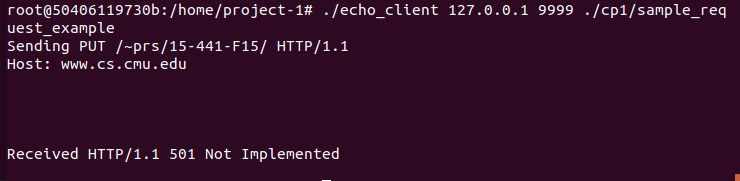 root@50406119730b:/home/project-1# ./echo_client 127.0.0.1 9999 ./cp1/sample_req
uest_example
Sending PUT /~prs/15-441-F15/ HTTP/1.1
Host: www.cs.cmu.edu
Received HTTP/1.1 501 Not Implemented